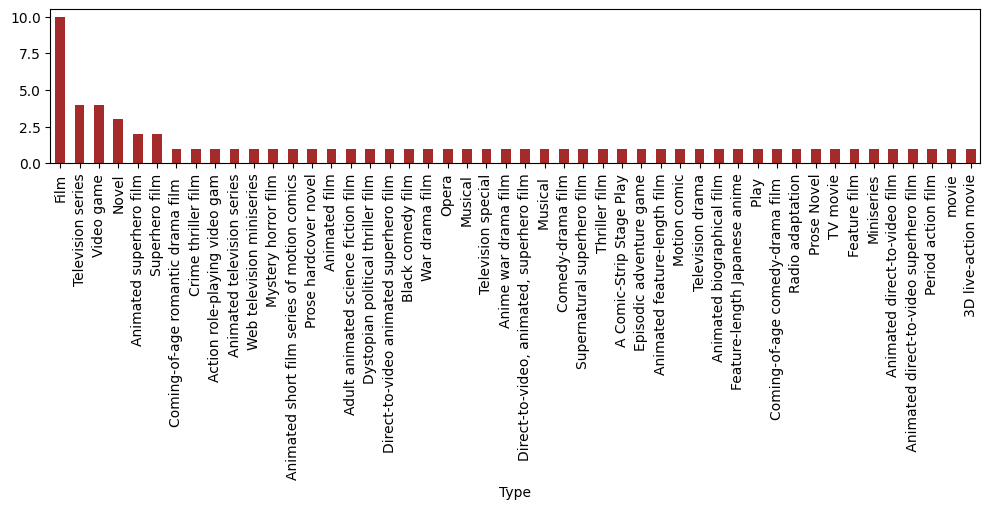 10.0
7.5
5.0
2.5
0.0
Film
Television series
Video game
Novel
Animated superhero film
Superhero film
Coming-of-age romantic drama film
Crime thriller film
Action role-playing video gam
Animated television series
Web television miniseries
Mystery horror film
Animated short film series of motion comics
Prose hardcover novel
Animated film
Adult animated science fiction film
Dystopian political thriller film
Direct-to-video animated superhero film
Black comedy film
War drama film
Opera
Musical
Television special
Anime war drama film
Direct-to-video, animated, superhero film
Musical
Comedy-drama film
Supernatural superhero film
Thriller film
A Comic-Strip Stage Play
Episodic adventure game
Animated feature-length film
Motion comic
Television drama
Animated biographical film
Feature-length Japanese anime
Play
Coming-of-age comedy-drama film
Radio adaptation
Prose Novel
TV movie
Feature film
Miniseries
Animated direct-to-video film
Animated direct-to-video superhero film
Period action film
movie
3D live-action movie
Type